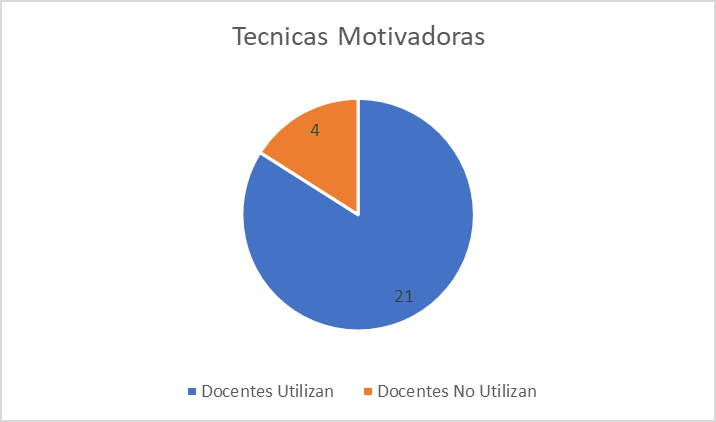 Tecnicas Motivadoras
4
21
Docentes Utilizan
Docentes No Utilizan